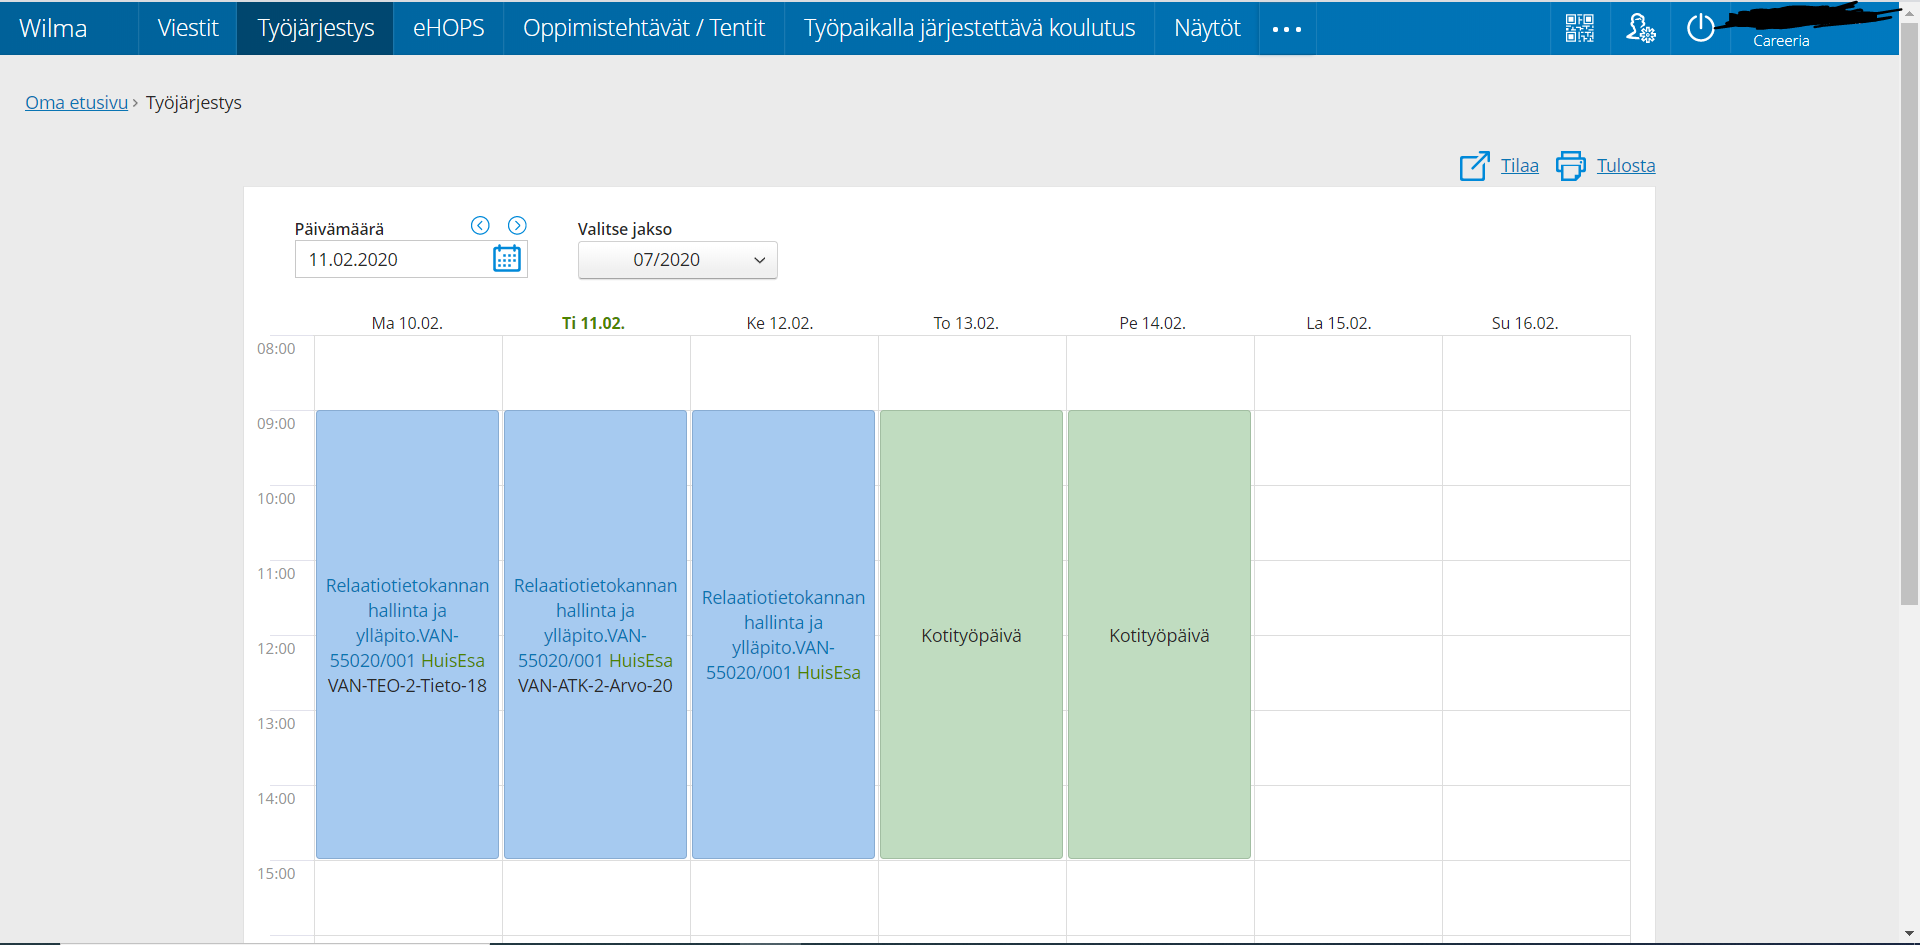 Wilma Viestit Työjärjestys eHOPS Oppimistehtävät / Tentit Työpaikalla järjestettävä koulutus Näytöt
Careeria
Oma etusivu › Työjärjestys
Tilaa Tulosta
Päivämäärä Valitse jakso
11.02.2020 07/2020
Ma 10.02. Ti 11.02. Ke 12.02. To 13.02. Pe 14.02. La 15.02. Su 16.02.
08:00
09:00
10:00
11:00
12:00
13:00
14:00
15:00
Relaatiotietokannan
hallinta ja
ylläpito.VAN-
55020/001 HuisEsa
VAN-TEO-2-Tieto-18
Relaatiotietokannan
hallinta ja
ylläpito.VAN-
55020/001 HuisEsa
VAN-ATK-2-Arvo-20
Relaatiotietokannan
hallinta ja
ylläpito.VAN-
55020/001 HuisEsa
Kotityöpäivä
Kotityöpäivä